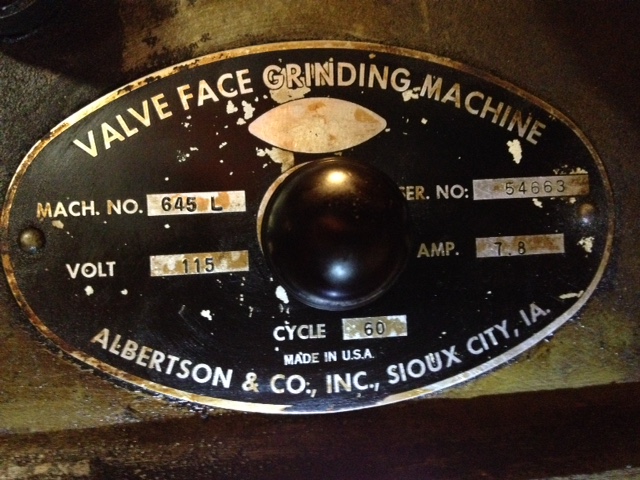 VALVE FACE GRINDING MACHINE
MACH. NO. 645 L
SER. NO: 54663
VOLT 115
AMP. 7.8
CYCLE 60
MADE IN U.S.A.
ALBERTSON & CO., INC., SIOUX CITY, IA.